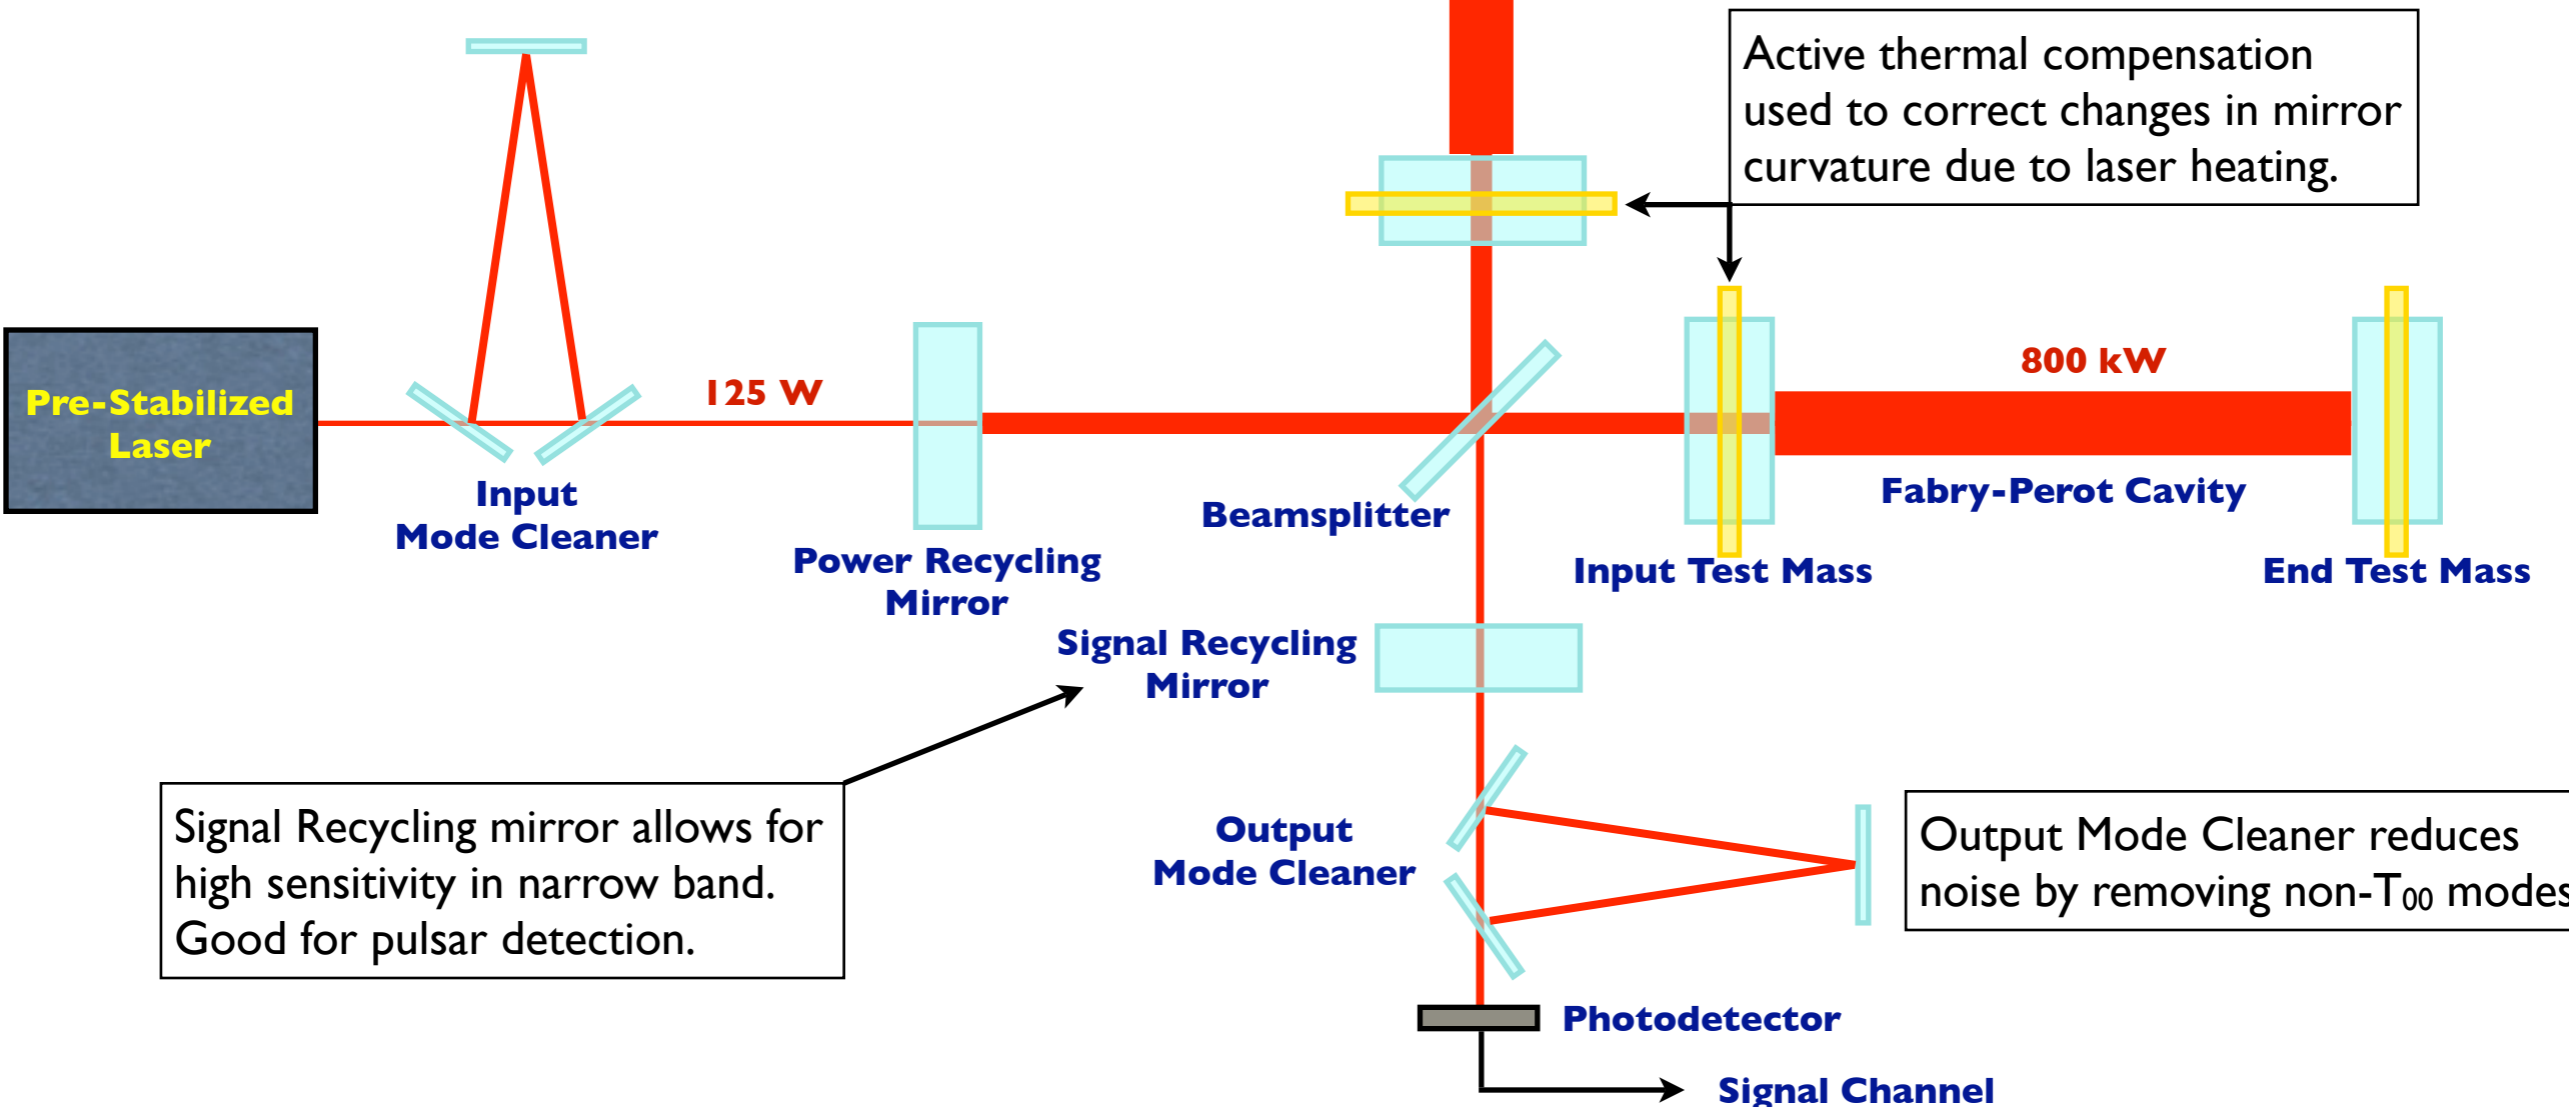 Active thermal compensation
used to correct changes in mirror
curvature due to laser heating.
Pre-Stabilized
Laser
125 W
800 kW
Input
Mode Cleaner
Power Recycling
Mirror
Beamsplitter
Fabry-Perot Cavity
Input Test Mass
End Test Mass
Signal Recycling
Mirror
Signal Recycling mirror allows for
high sensitivity in narrow band.
Good for pulsar detection.
Output
Mode Cleaner
Output Mode Cleaner reduces
noise by removing non-T₀₀ modes
Photodetector
Signal Channel